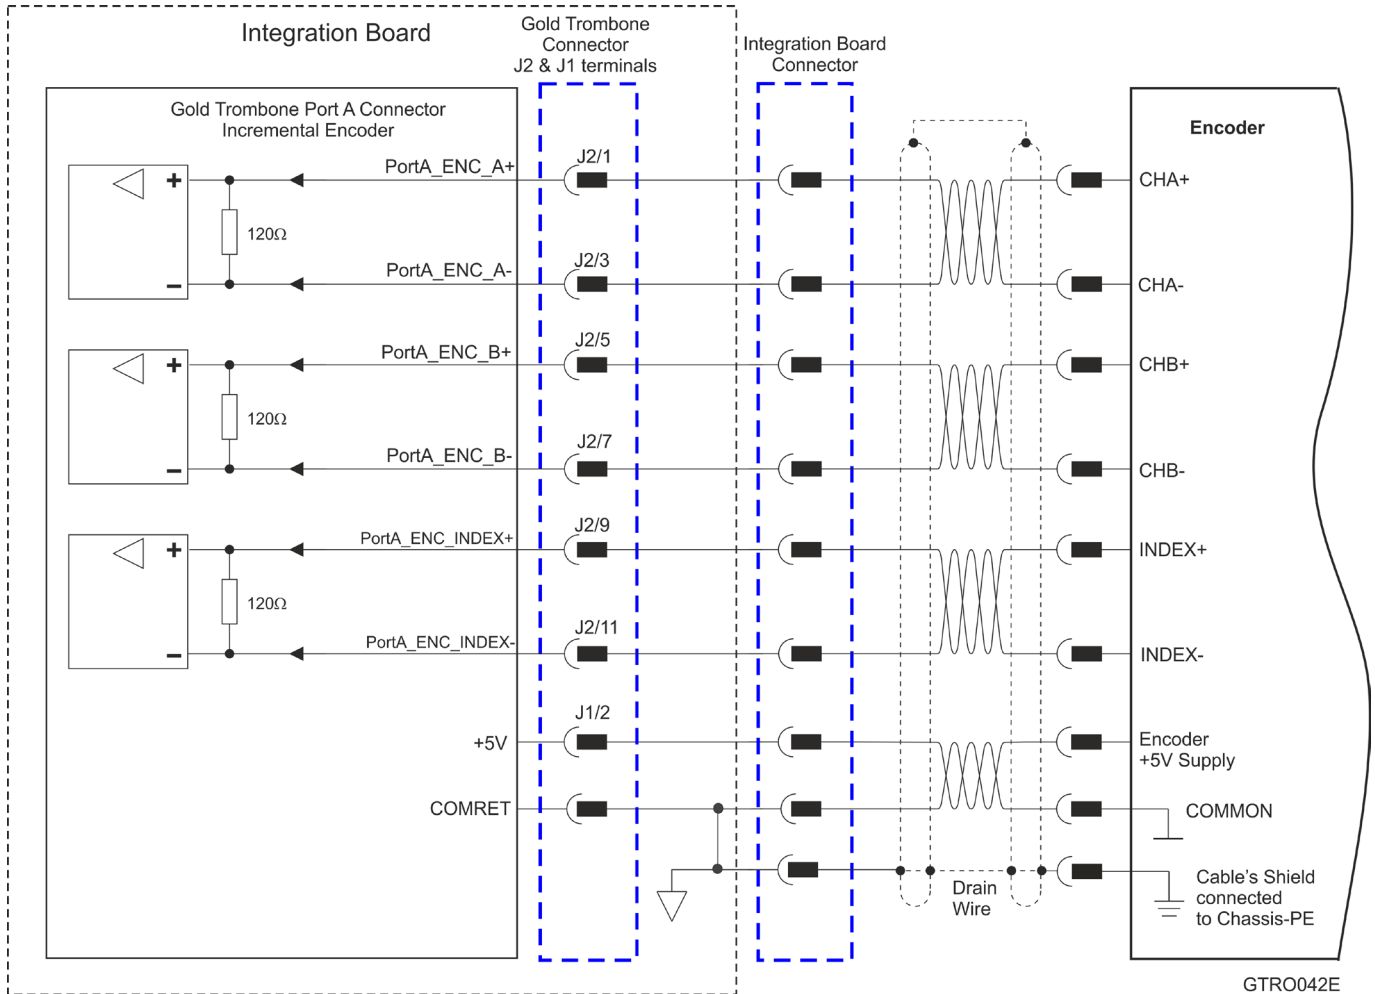 Integration Board
Gold Trombone
Connector
J2 & J1 terminals
Integration Board
Connector
Gold Trombone Port A Connector
Incremental Encoder
Encoder
PortA_ENC_A+
J2/1
CHA+
+
120Ω
PortA_ENC_A-
J2/3
CHA-
-
PortA_ENC_B+
J2/5
CHB+
+
120Ω
PortA_ENC_B-
J2/7
CHB-
-
PortA_ENC_INDEX+
J2/9
INDEX+
+
120Ω
PortA_ENC_INDEX-
J2/11
INDEX-
-
J1/2
+5V
Encoder
+5V Supply
COMRET
COMMON
Drain
Wire
Cable's Shield
connected
to Chassis-PE
GTRO042E